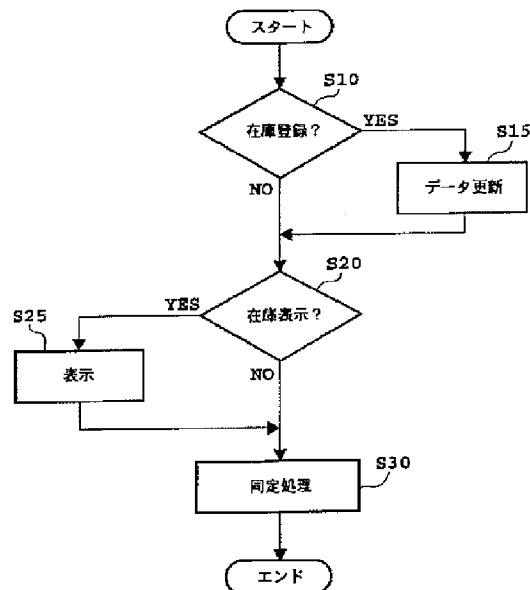 スタート
S10
在庫登録?
YES
S15
データ更新
NO
S20
在庫表示?
YES
S25
表示
NO
S30
同定処理
エンド